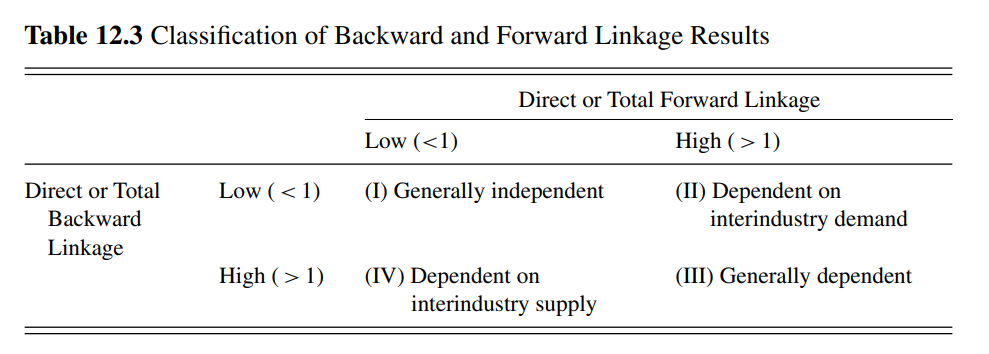 Table 12.3 Classification of Backward and Forward Linkage Results
Direct or Total Forward Linkage
Low (<1) High ( > 1)
Direct or Total Low ( < 1) (I) Generally independent (II) Dependent on
Backward interindustry demand
Linkage
High ( > 1) (IV) Dependent on (III) Generally dependent
interindustry supply